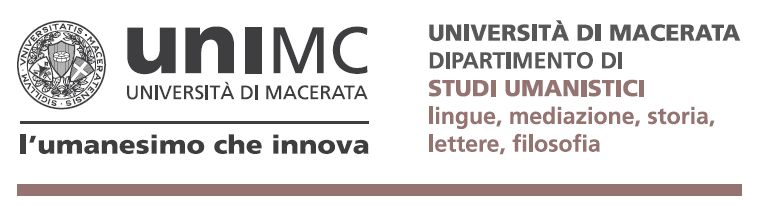 UNIVERSITATIS MACERATENSIS SIGILLVM
uniMC
UNIVERSITÀ DI MACERATA
l'umanesimo che innova
UNIVERSITÀ DI MACERATA
DIPARTIMENTO DI
STUDI UMANISTICI
lingue, mediazione, storia,
lettere, filosofia